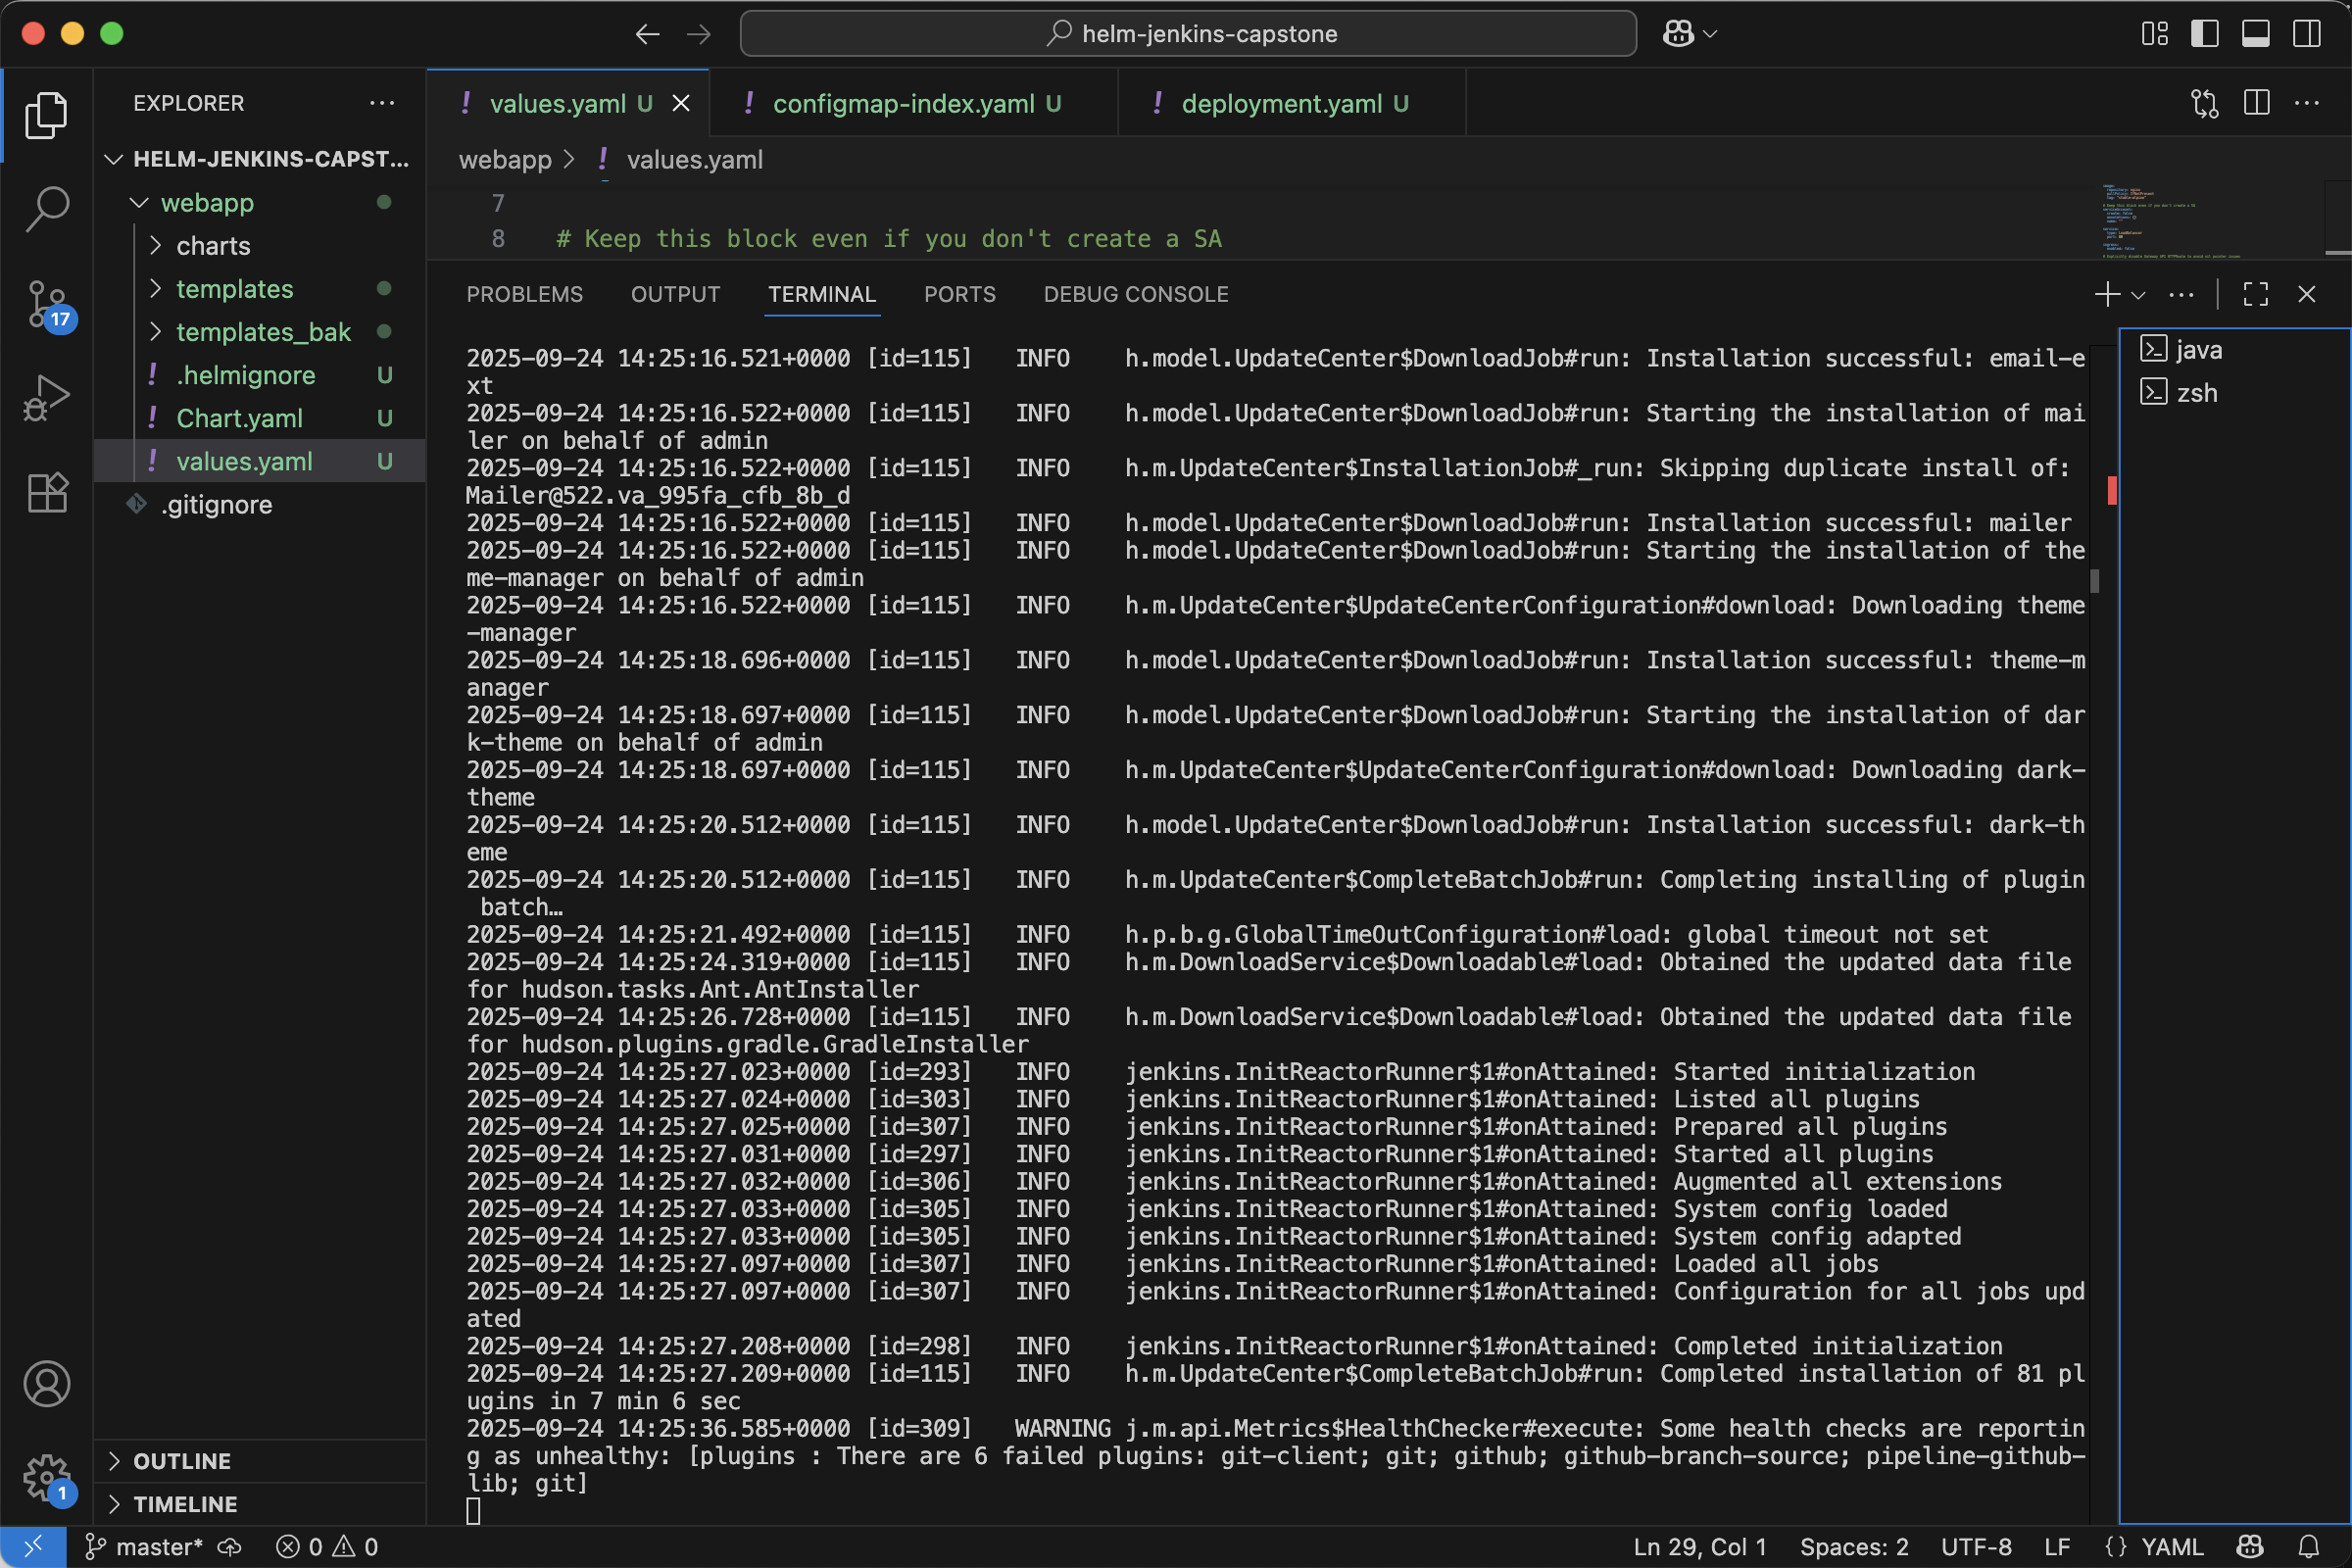 helm-jenkins-capstone
EXPLORER
values.yaml U
configmap-index.yaml U
deployment.yaml U
HELM-JENKINS-CAPST...
webapp > ! values.yaml
webapp
charts
templates
templates_bak
! .helmignore U
! Chart.yaml U
! values.yaml U
.gitignore
7
8 # Keep this block even if you don't create a SA
PROBLEMS OUTPUT TERMINAL PORTS DEBUG CONSOLE
java
zsh
2025-09-24 14:25:16.521+0000 [id=115] INFO h.model.UpdateCenter$DownloadJob#run: Installation successful: email-e
xt
2025-09-24 14:25:16.522+0000 [id=115] INFO h.model.UpdateCenter$DownloadJob#run: Starting the installation of mai
ler on behalf of admin
2025-09-24 14:25:16.522+0000 [id=115] INFO h.m.UpdateCenter$InstallationJob#_run: Skipping duplicate install of:
Mailer@522.va_995fa_cfb_8b_d
2025-09-24 14:25:16.522+0000 [id=115] INFO h.model.UpdateCenter$DownloadJob#run: Installation successful: mailer
2025-09-24 14:25:16.522+0000 [id=115] INFO h.model.UpdateCenter$DownloadJob#run: Starting the installation of the
me-manager on behalf of admin
2025-09-24 14:25:16.522+0000 [id=115] INFO h.m.UpdateCenter$UpdateCenterConfiguration#download: Downloading theme
-manager
2025-09-24 14:25:18.696+0000 [id=115] INFO h.model.UpdateCenter$DownloadJob#run: Installation successful: theme-m
anager
2025-09-24 14:25:18.697+0000 [id=115] INFO h.model.UpdateCenter$DownloadJob#run: Starting the installation of dar
k-theme on behalf of admin
2025-09-24 14:25:18.697+0000 [id=115] INFO h.m.UpdateCenter$UpdateCenterConfiguration#download: Downloading dark-
theme
2025-09-24 14:25:20.512+0000 [id=115] INFO h.model.UpdateCenter$DownloadJob#run: Installation successful: dark-th
eme
2025-09-24 14:25:20.512+0000 [id=115] INFO h.m.UpdateCenter$CompleteBatchJob#run: Completing installing of plugin
batch…
2025-09-24 14:25:21.492+0000 [id=115] INFO h.p.b.g.GlobalTimeOutConfiguration#load: global timeout not set
2025-09-24 14:25:24.319+0000 [id=115] INFO h.m.DownloadService$Downloadable#load: Obtained the updated data file
for hudson.tasks.Ant.AntInstaller
2025-09-24 14:25:26.728+0000 [id=115] INFO h.m.DownloadService$Downloadable#load: Obtained the updated data file
for hudson.plugins.gradle.GradleInstaller
2025-09-24 14:25:27.023+0000 [id=293] INFO jenkins.InitReactorRunner$1#onAttained: Started initialization
2025-09-24 14:25:27.024+0000 [id=303] INFO jenkins.InitReactorRunner$1#onAttained: Listed all plugins
2025-09-24 14:25:27.025+0000 [id=307] INFO jenkins.InitReactorRunner$1#onAttained: Prepared all plugins
2025-09-24 14:25:27.031+0000 [id=297] INFO jenkins.InitReactorRunner$1#onAttained: Started all plugins
2025-09-24 14:25:27.032+0000 [id=306] INFO jenkins.InitReactorRunner$1#onAttained: Augmented all extensions
2025-09-24 14:25:27.033+0000 [id=305] INFO jenkins.InitReactorRunner$1#onAttained: System config loaded
2025-09-24 14:25:27.033+0000 [id=305] INFO jenkins.InitReactorRunner$1#onAttained: System config adapted
2025-09-24 14:25:27.097+0000 [id=307] INFO jenkins.InitReactorRunner$1#onAttained: Loaded all jobs
2025-09-24 14:25:27.097+0000 [id=307] INFO jenkins.InitReactorRunner$1#onAttained: Configuration for all jobs upd
ated
2025-09-24 14:25:27.208+0000 [id=298] INFO jenkins.InitReactorRunner$1#onAttained: Completed initialization
2025-09-24 14:25:27.209+0000 [id=115] INFO h.m.UpdateCenter$CompleteBatchJob#run: Completed installation of 81 pl
ugins in 7 min 6 sec
2025-09-24 14:25:36.585+0000 [id=309] WARNING j.m.api.Metrics$HealthChecker#execute: Some health checks are reportin
g as unhealthy: [plugins : There are 6 failed plugins: git-client; git; github; github-branch-source; pipeline-github-
lib; git]
17
1
OUTLINE
TIMELINE
master* 0 0 Ln 29, Col 1 Spaces: 2 UTF-8 LF {} YAML